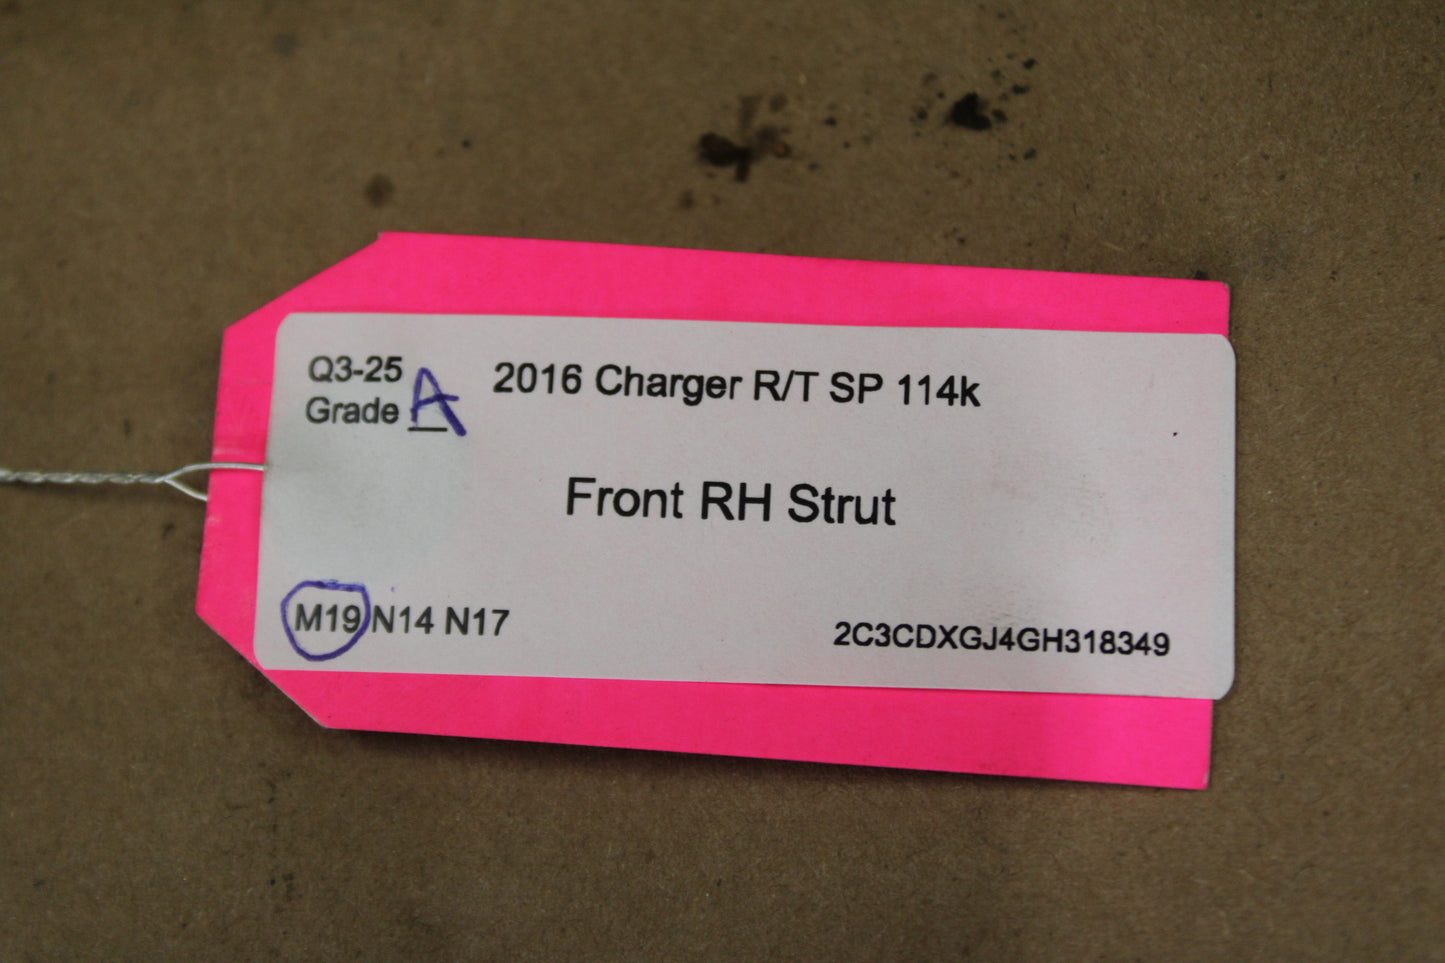 Q3-25
Grade A
2016 Charger R/T SP 114k
Front RH Strut
M19 N14 N17
2C3CDXGJ4GH318349